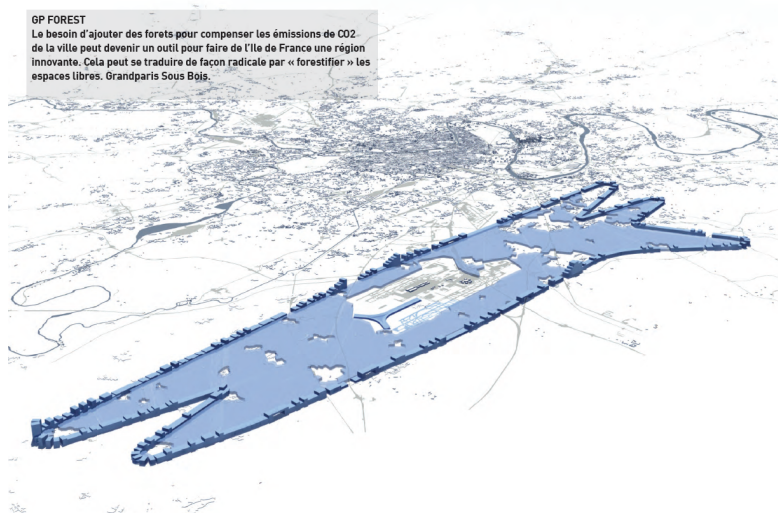 GP FOREST
Le besoin d'ajouter des forets pour compenser les émissions de CO2
de la ville peut devenir un outil pour faire de l'Ile de France une région
innovante. Cela peut se traduire de façon radicale par « forestifier » les
espaces libres. Grandparis Sous Bois.